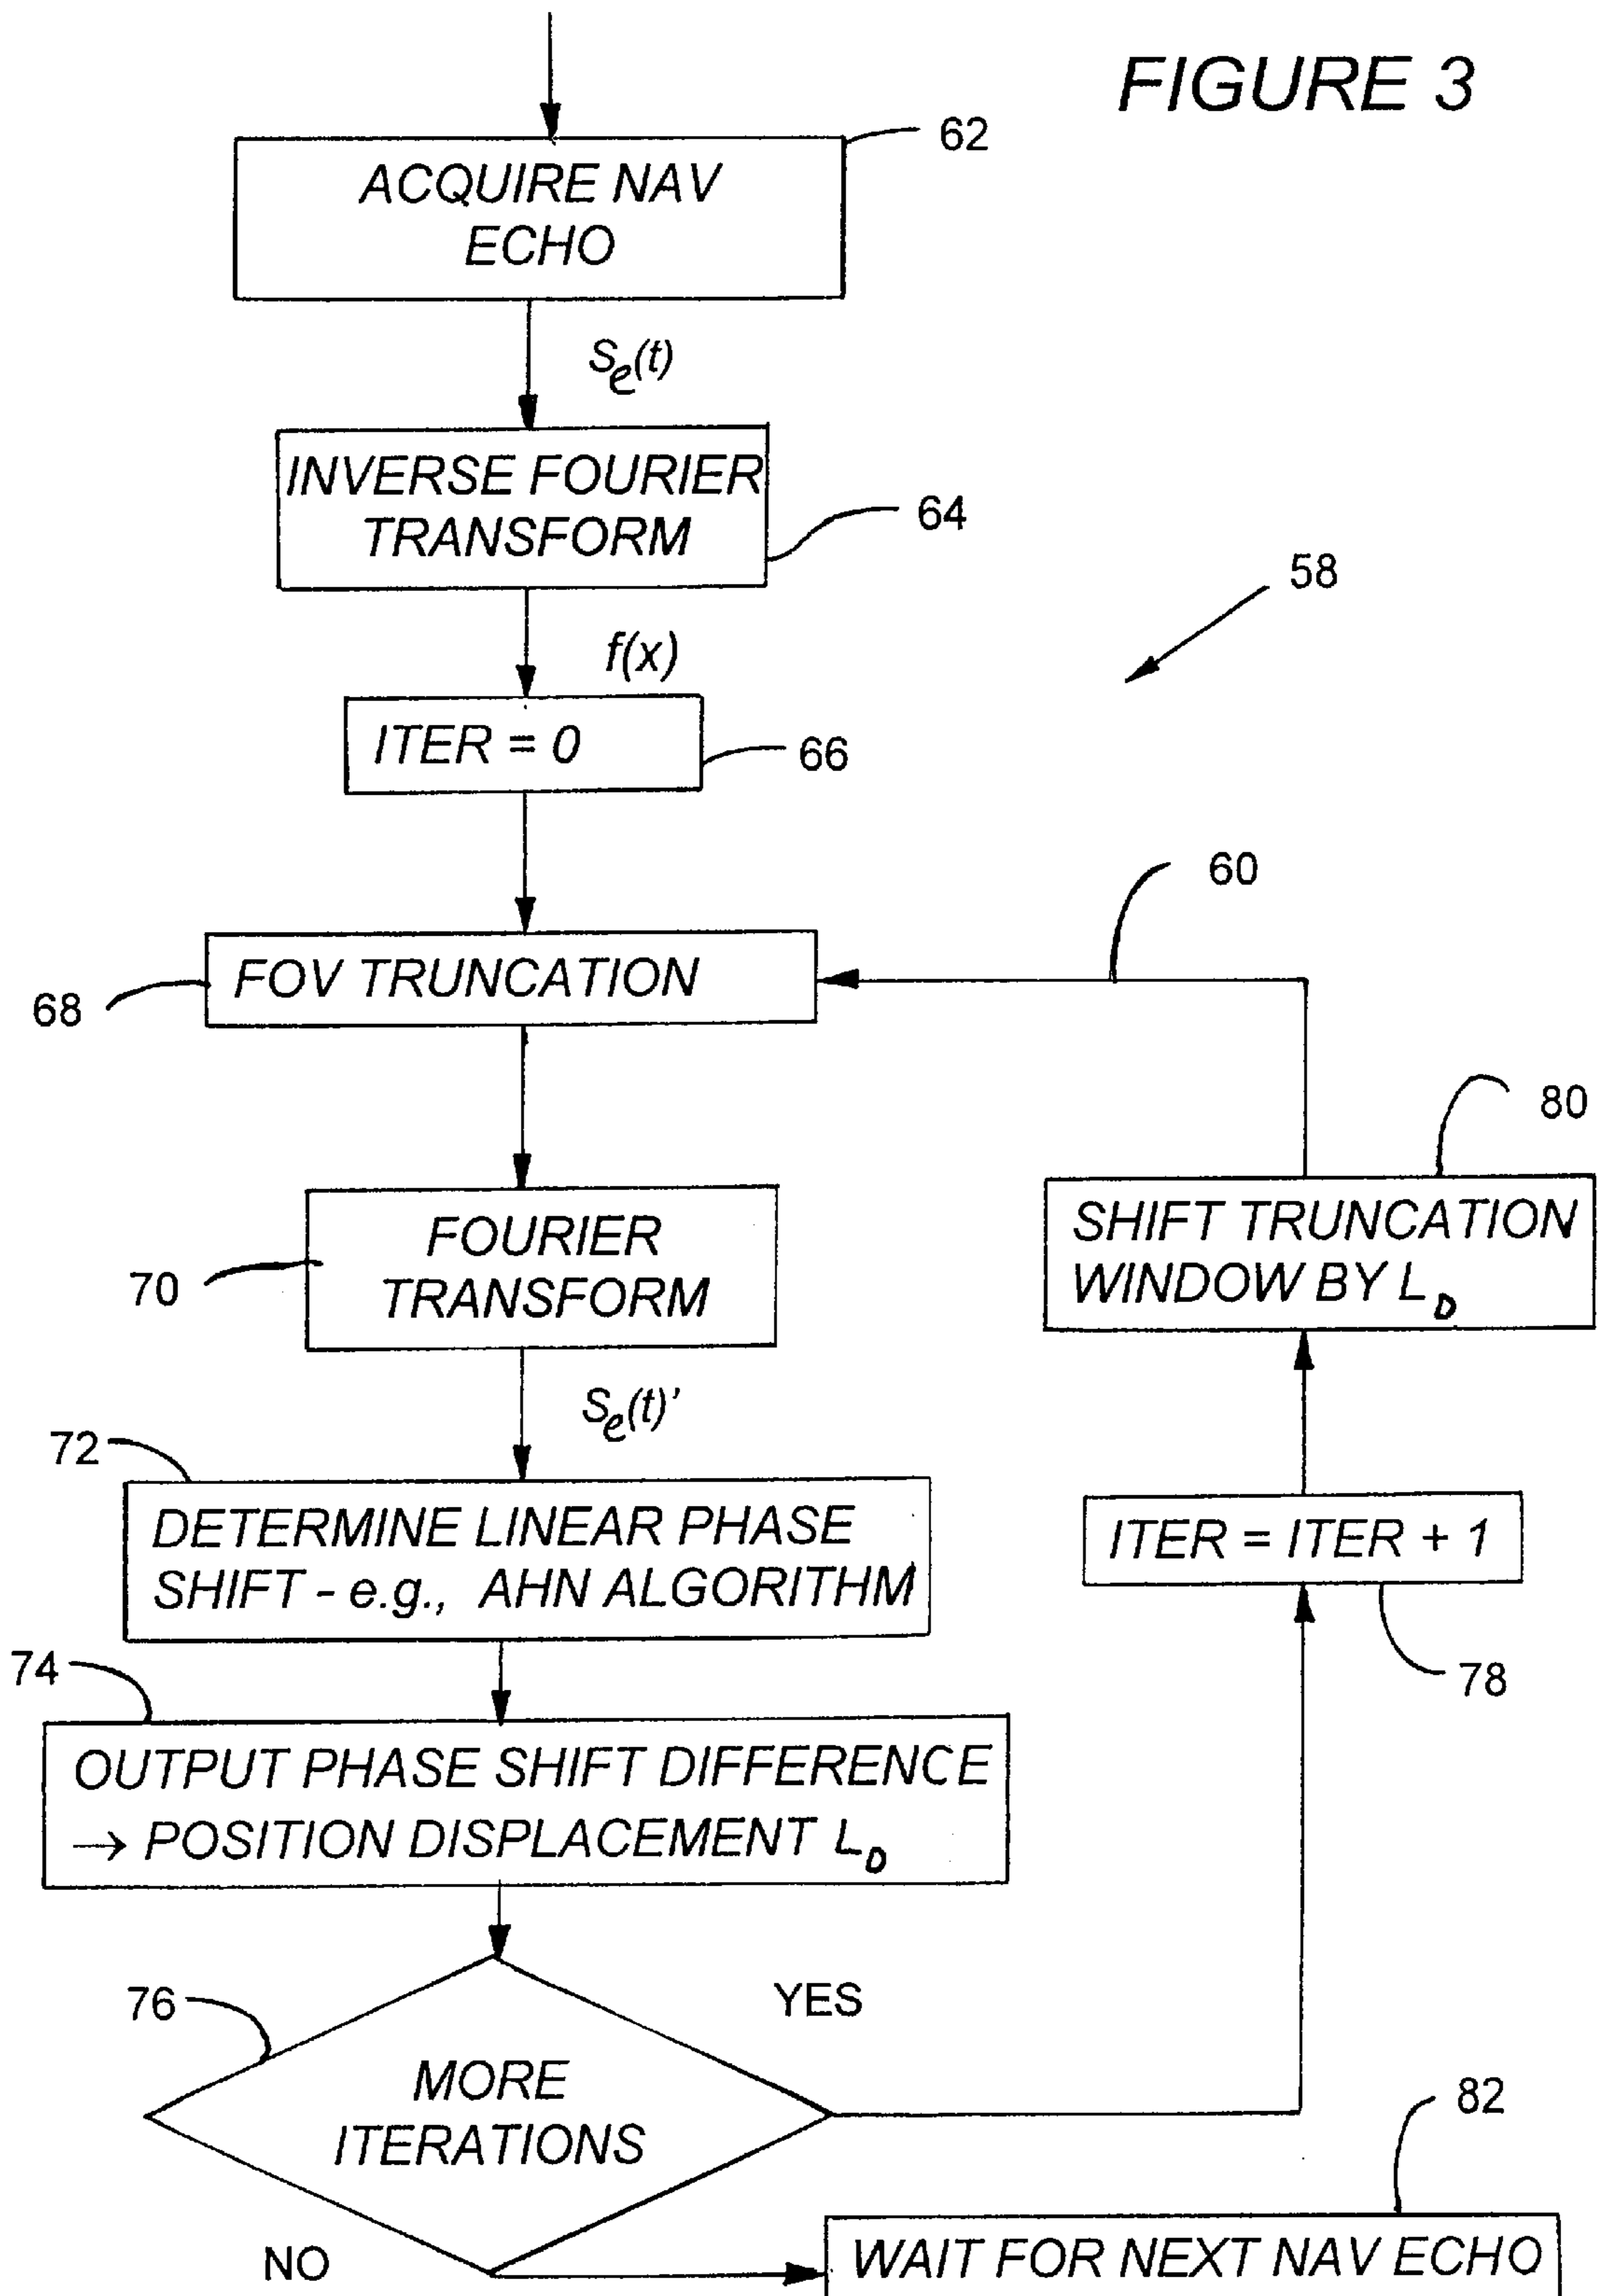 FIGURE 3
62
ACQUIRE NAV
ECHO
Se(t)
INVERSE FOURIER
TRANSFORM
64
58
f(x)
ITER = 0
66
60
FOV TRUNCATION
68
80
FOURIER
TRANSFORM
70
SHIFT TRUNCATION
WINDOW BY LD
Se(t)'
72
DETERMINE LINEAR PHASE
SHIFT - e.g., AHN ALGORITHM
ITER = ITER + 1
78
74
OUTPUT PHASE SHIFT DIFFERENCE
→ POSITION DISPLACEMENT LD
76
YES
MORE
ITERATIONS
82
NO
WAIT FOR NEXT NAV ECHO